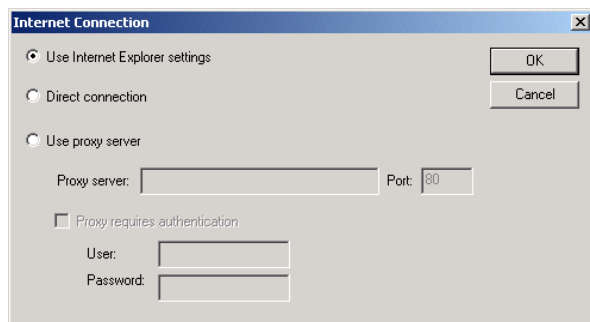 Internet Connection
Use Internet Explorer settings
OK
Direct connection
Cancel
Use proxy server
Proxy server: Port: 80
Proxy requires authentication
User:
Password: